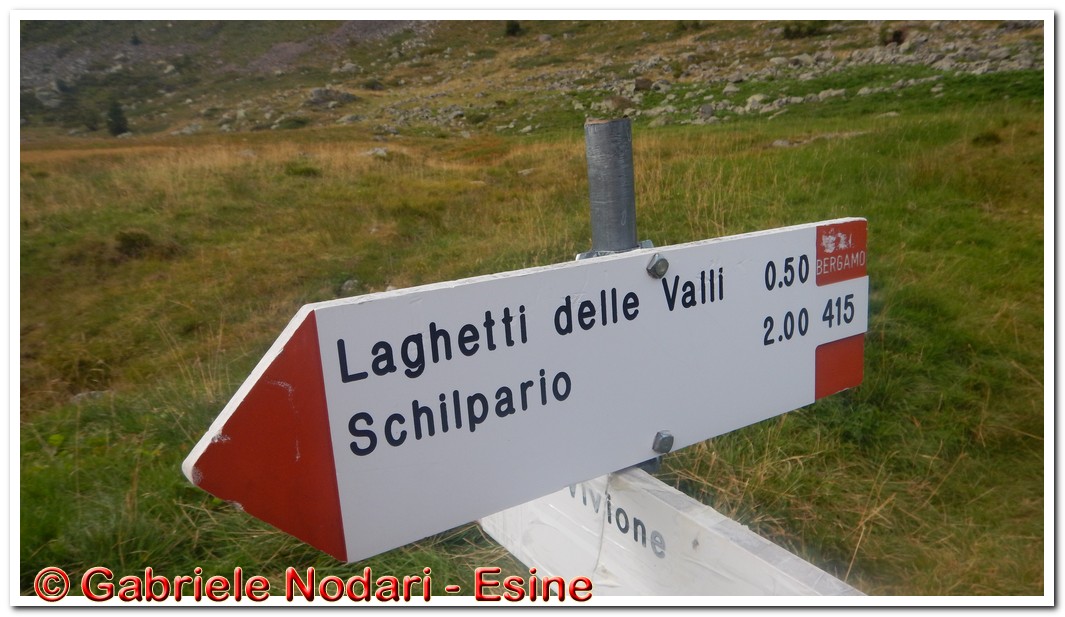 Laghetti delle Valli 0.50
Schilpario 2.00
BERGAMO
415
Vivione
© Gabriele Nodari - Esine